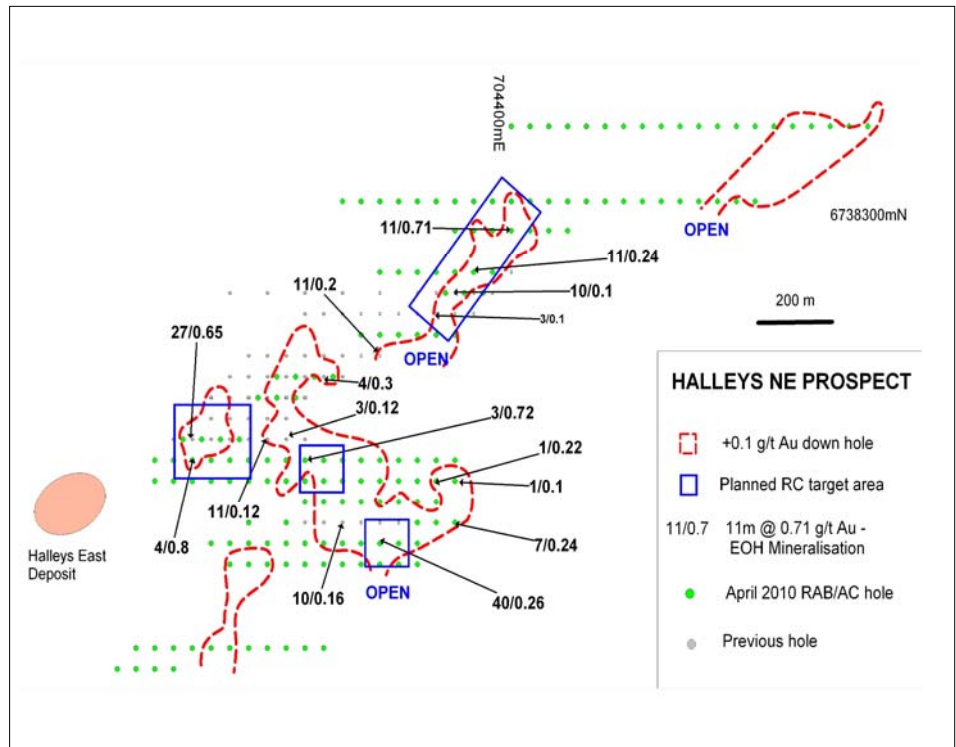 704400mE
6738300mN
OPEN
11/0.71
11/0.24
11/0.2
10/0.1
3/0.1
200 m
27/0.65
OPEN
4/0.3
3/0.12
3/0.72
1/0.22
1/0.1
11/0.12
4/0.8
7/0.24
Halleys East
Deposit
10/0.16
OPEN
40/0.26
HALLEYS NE PROSPECT
+0.1 g/t Au down hole
Planned RC target area
11/0.7 11m @ 0.71 g/t Au -
EOH Mineralisation
April 2010 RAB/AC hole
Previous hole